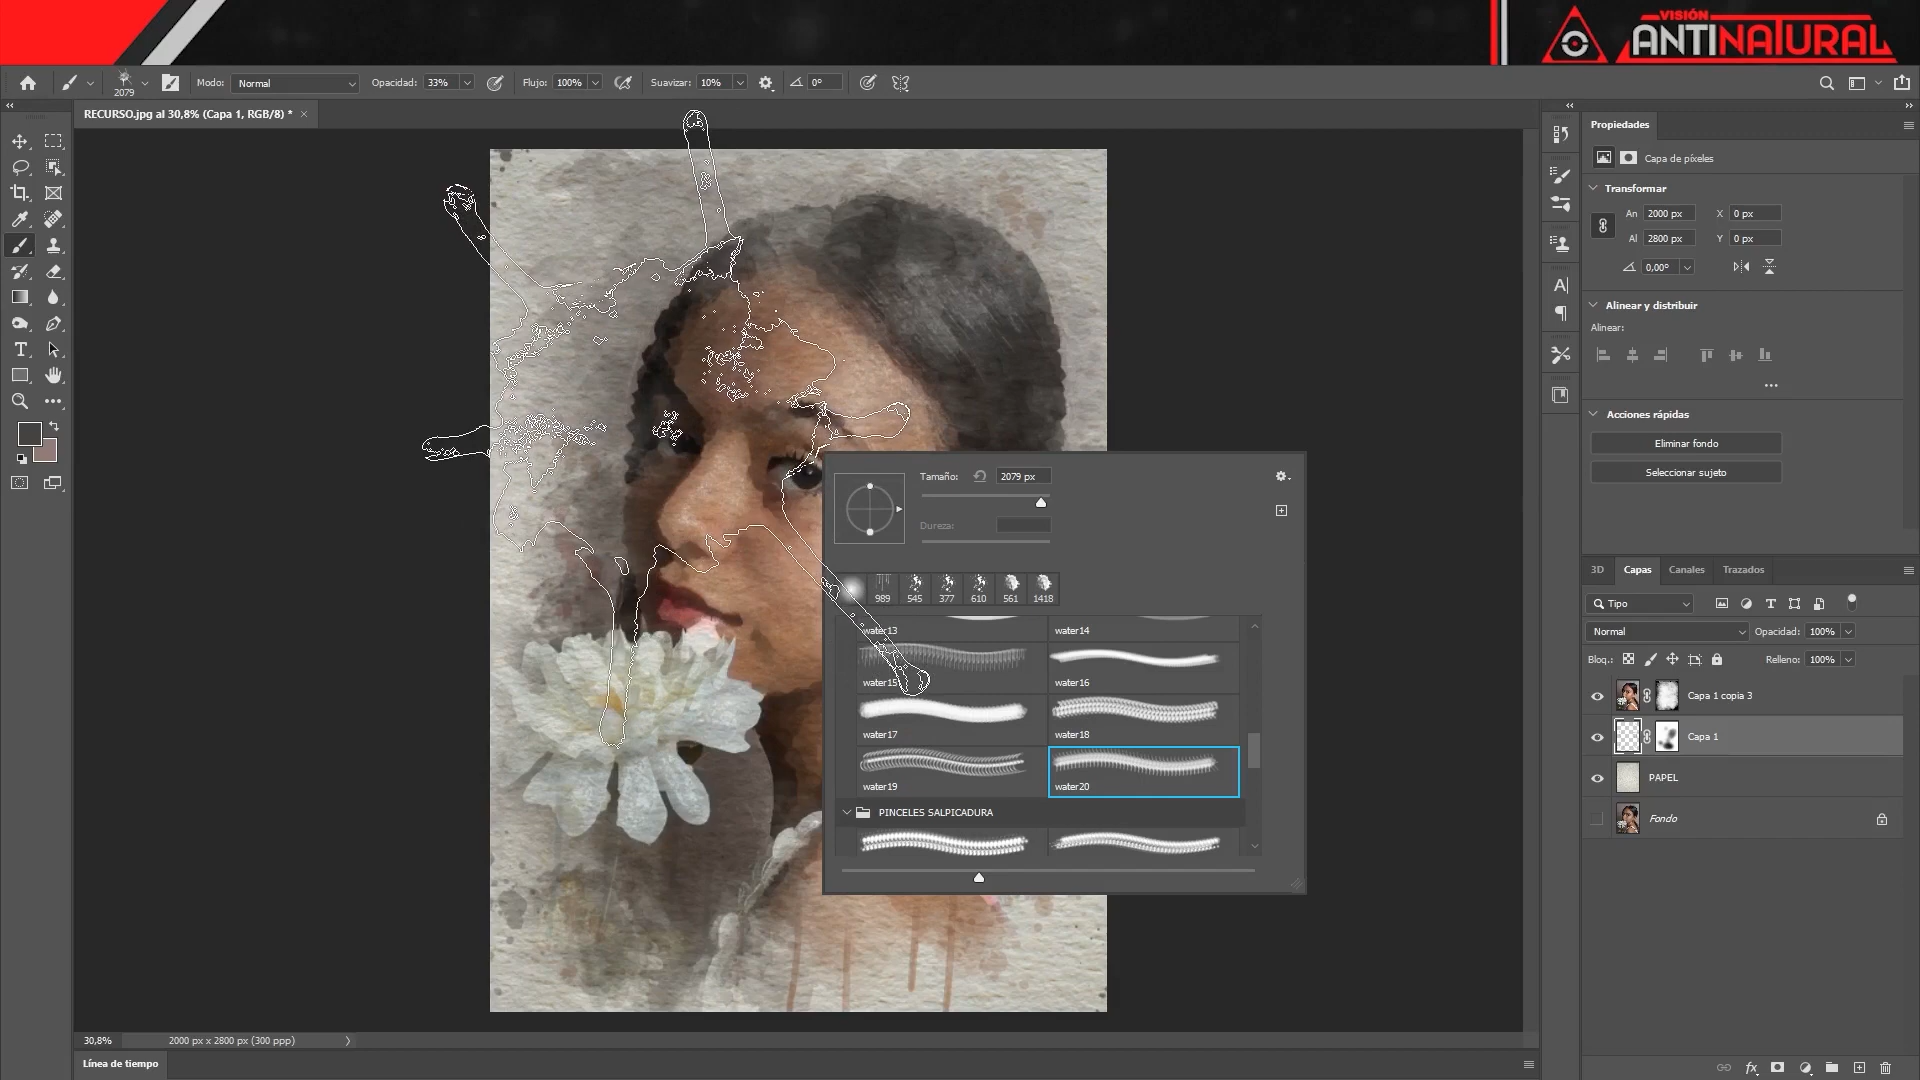 VISIÓN
ANTINATURAL
2079
Modo: Normal
Opacidad: 33%
Flujo: 100%
Suavizar: 10%
0°
RECURSO.jpg al 30,8% (Capa 1, RGB/8) *
Propiedades
Capa de píxeles
Transformar
An 2000 px X 0 px
Al 2800 px Y 0 px
0,00°
Alinear y distribuir
Alinear:
Acciones rápidas
Eliminar fondo
Seleccionar sujeto
Tamaño: 2079 px
Dureza:
989 545 377 610 561 1418
water13 water14
water15 water16
water17 water18
water19 water20
PINCELES SALPICADURA
3D Capas Canales Trazados
Tipo
Normal Opacidad: 100%
Bloq.: Relleno: 100%
Capa 1 copia 3
Capa 1
PAPEL
Fondo
30,8% 2000 px x 2800 px (300 ppp)
Línea de tiempo